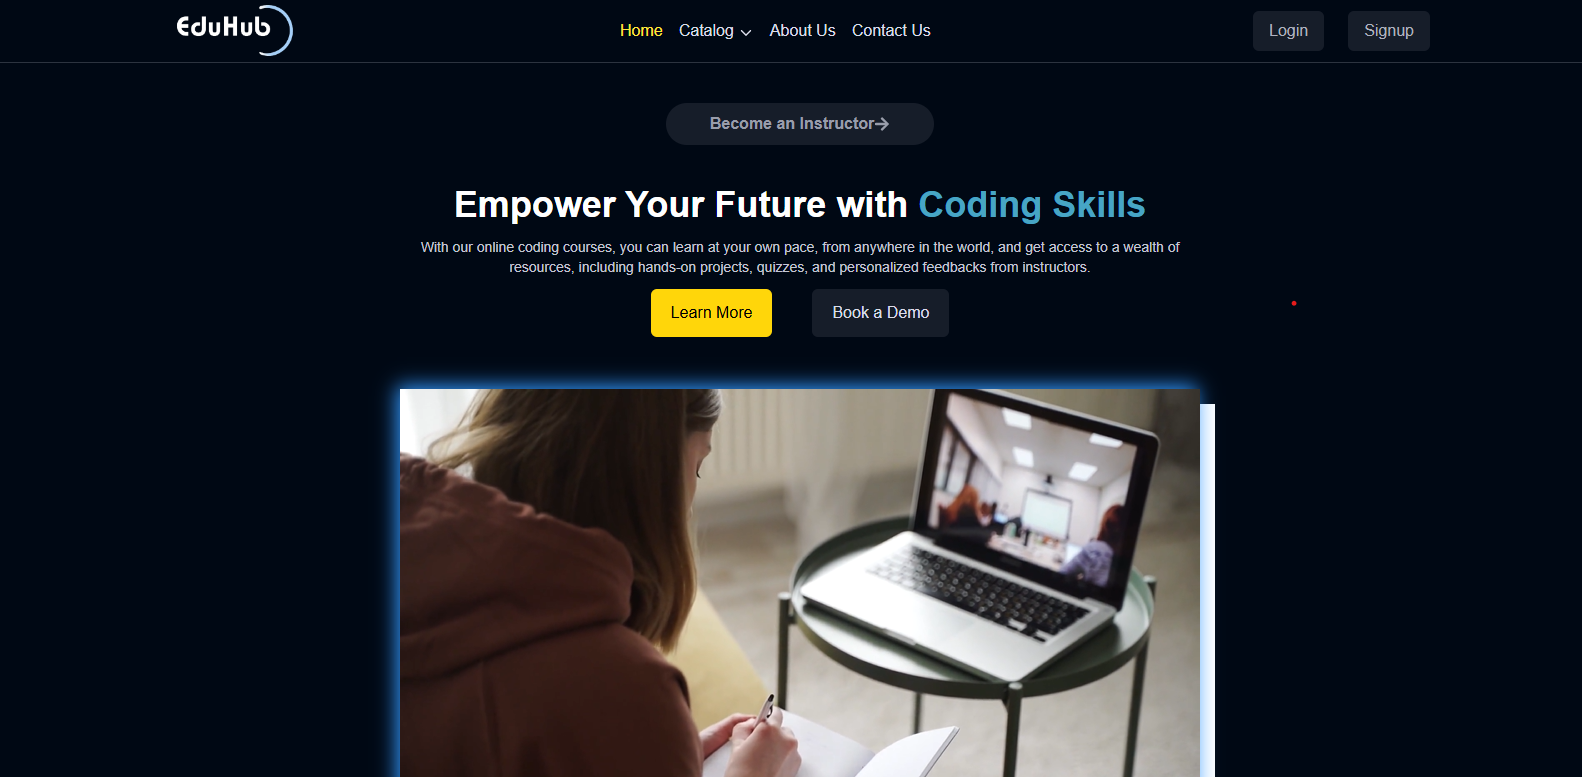 EduHub
Home Catalog About Us Contact Us
Login Signup
Become an Instructor
Empower Your Future with Coding Skills
With our online coding courses, you can learn at your own pace, from anywhere in the world, and get access to a wealth of
resources, including hands-on projects, quizzes, and personalized feedbacks from instructors.
Learn More Book a Demo